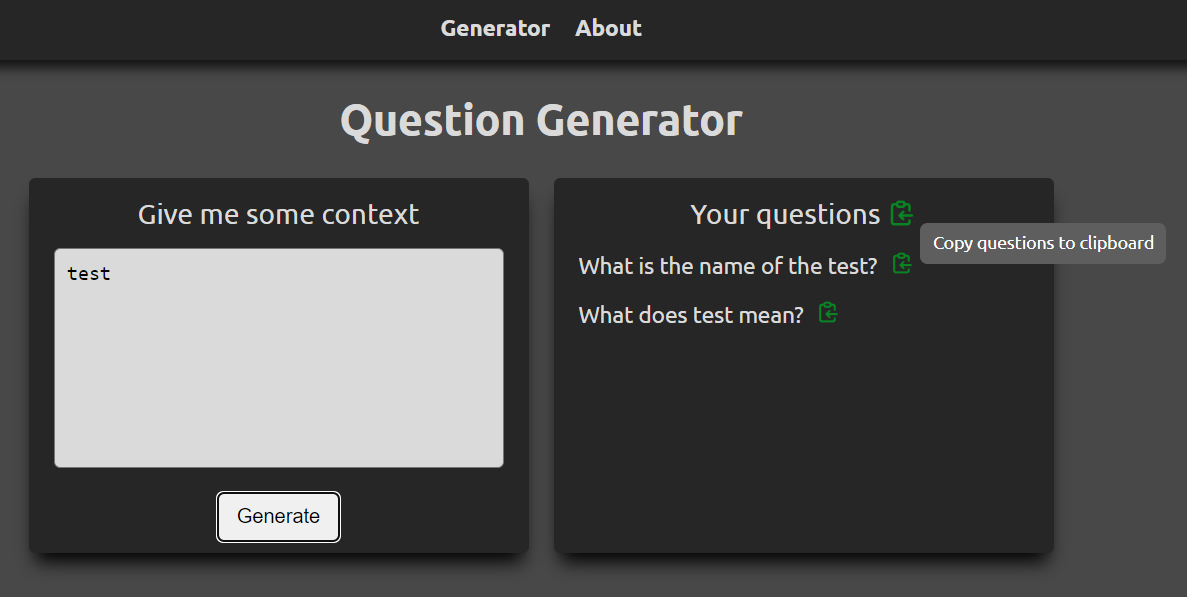 Generator About
Question Generator
Give me some context
test
Generate
Your questions
Copy questions to clipboard
What is the name of the test?
What does test mean?